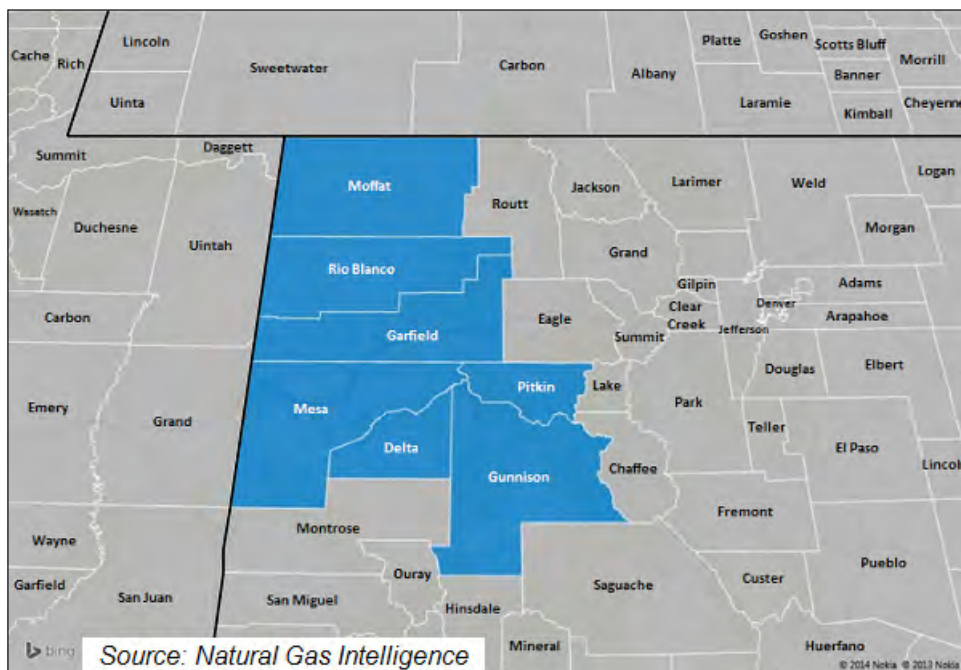 Cache
Rich
Lincoln
Uinta
Sweetwater
Carbon
Albany
Platte
Goshen
Scotts Bluff
Morrill
Banner
Laramie
Kimball
Cheyenne
Summit
Daggett
Wasatch
Duchesne
Uintah
Moffat
Routt
Jackson
Larimer
Weld
Logan
Morgan
Rio Blanco
Grand
Gilpin
Adams
Carbon
Garfield
Eagle
Summit
Clear
Creek
Jefferson
Denver
Arapahoe
Emery
Grand
Mesa
Pitkin
Lake
Park
Douglas
Elbert
Delta
Gunnison
Chaffee
Teller
El Paso
Lincol
Wayne
Montrose
Fremont
Garfield
San Juan
San Miguel
Ouray
Hinsdale
Saguache
Custer
Pueblo
Mineral
Huerfano
bing
Source: Natural Gas Intelligence
© 2014 Nokia © 2013 Nokia